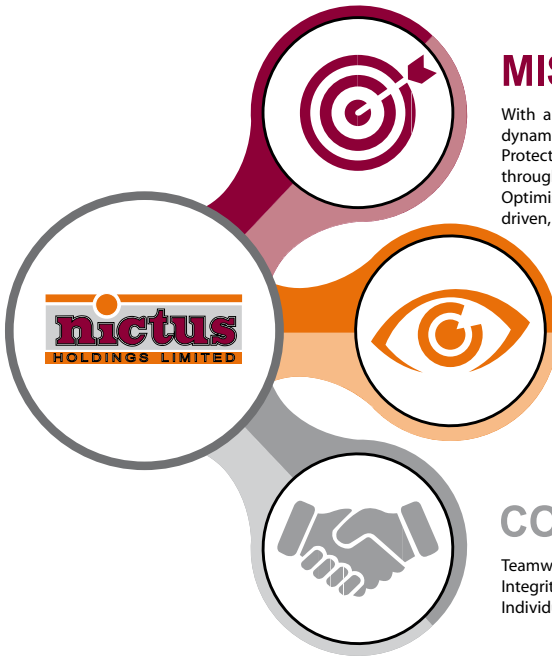 MIS
With a
dynam
Protect
throug
Optimi
driven,
nictus
HOLDINGS LIMITED
CO
Teamw
Integrit
Individ